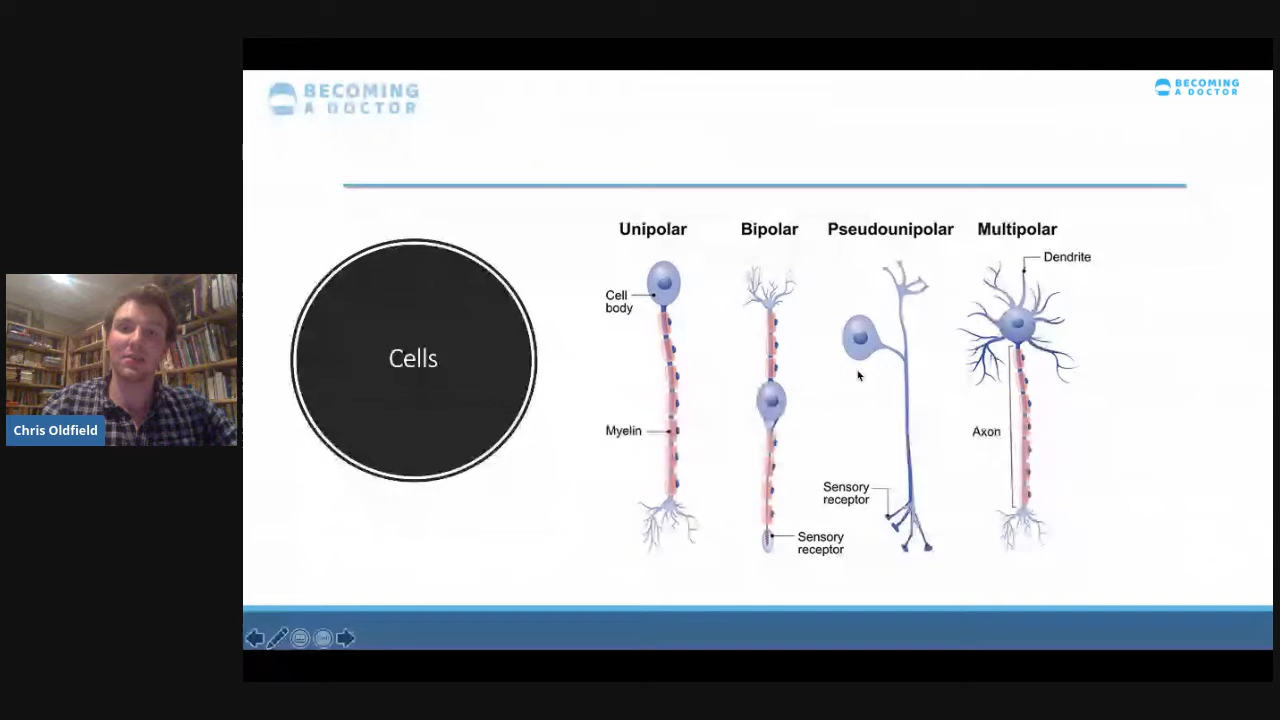 BECOMING
A DOCTOR
BECOMING
A DOCTOR
Unipolar
Bipolar
Pseudounipolar
Multipolar
Dendrite
Cell
body
Cells
Myelin
Axon
Sensory
receptor
Sensory
receptor
Chris Oldfield